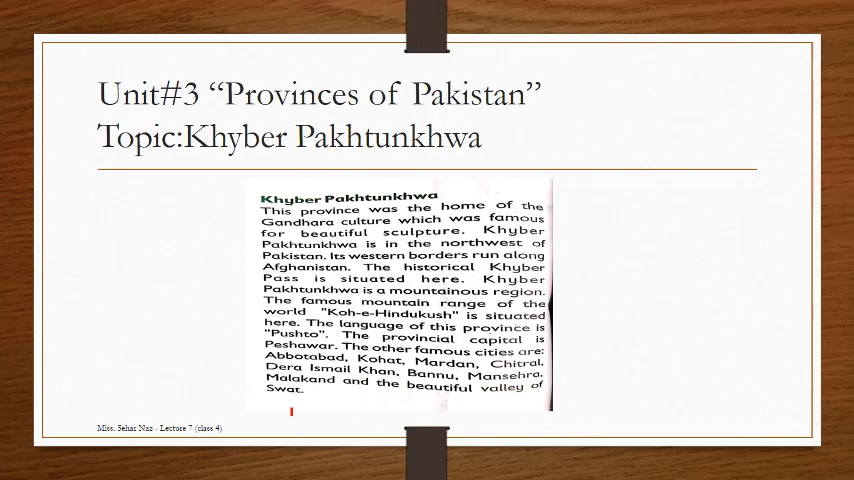 Unit#3 “Provinces of Pakistan”
Topic:Khyber Pakhtunkhwa
Khyber Pakhtunkhwa
This province was the home of the
Gandhara culture which was famous
for beautiful sculpture. Khyber
Pakhtunkhwa is in the northwest of
Pakistan. Its western borders run along
Afghanistan. The historical Khyber
Pass is situated here. Khyber
Pakhtunkhwa is a mountainous region.
The famous mountain range of the
world "Koh-e-Hindukush" is situated
here. The language of this province is
"Pushto". The provincial capital is
Peshawar. The other famous cities are:
Abbotabad, Kohat, Mardan, Chitral,
Dera Ismail Khan, Bannu, Mansehra,
Malakand and the beautiful valley of
Swat.
Miss. Sehar Naz - Lecture 7 (class 4)